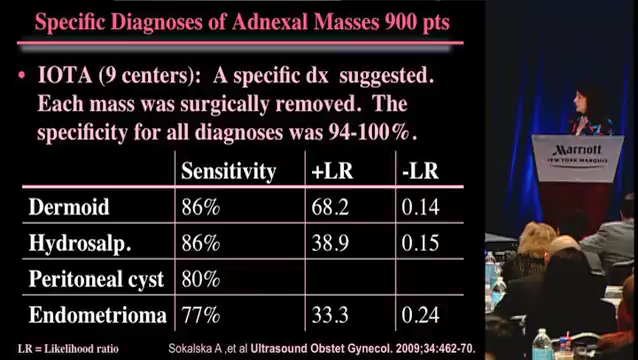 Specific Diagnoses of Adnexal Masses 900 pts
• IOTA (9 centers): A specific dx suggested.
Each mass was surgically removed. The
specificity for all diagnoses was 94-100%.
Sensitivity +LR -LR
Dermoid 86% 68.2 0.14
Hydrosalp. 86% 38.9 0.15
Peritoneal cyst 80%
Endometrioma 77% 33.3 0.24
LR = Likelihood ratio
Sokalska A ,et al Ultrasound Obstet Gynecol. 2009;34:462-70.
Marriott
NEW YORK MARQUIS